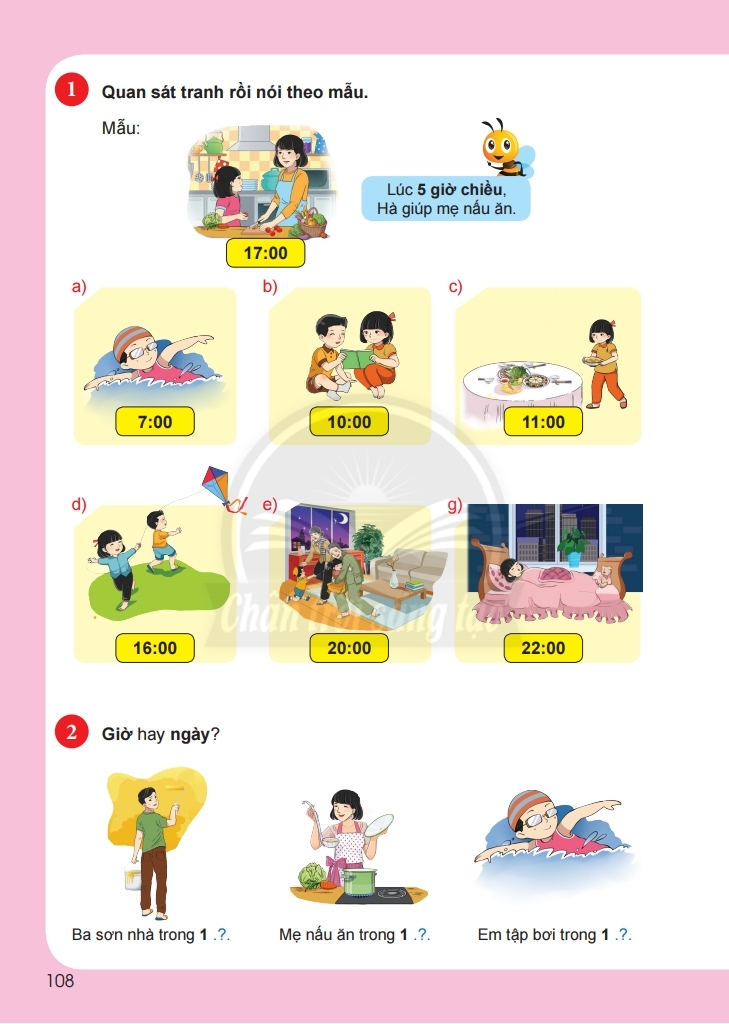 1 Quan sát tranh rồi nói theo mẫu.
Mẫu:
Lúc 5 giờ chiều,
Hà giúp mẹ nấu ăn.
17:00
a) b) c)
7:00 10:00 11:00
d) e) g)
Chân trời sáng tạo
16:00 20:00 22:00
2 Giờ hay ngày?
Ba sơn nhà trong 1 .?. Mẹ nấu ăn trong 1 .?. Em tập bơi trong 1 .?.
108